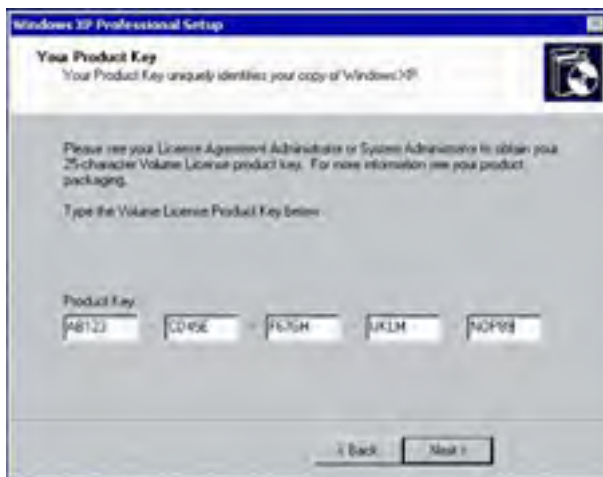 Windows XP Professional Setup
Your Product Key
Your Product Key uniquely identifies your copy of Windows XP.
Please see your License Agreement Administrator or System Administrator to obtain your
25-character Volume License product key. For more information see your product
packaging.
Type the Volume License Product Key below
Product Key
AB123 - CD45E - F67GH - IJKLM - NOP89
< Back Next >